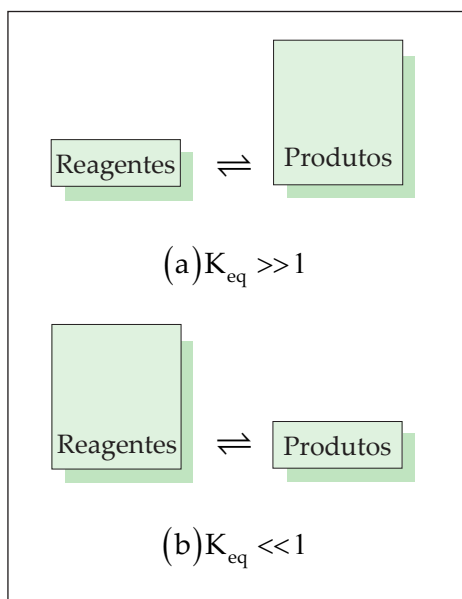 Reagentes ⇌ Produtos
(a) K_eq >> 1
Reagentes ⇌ Produtos
(b) K_eq << 1